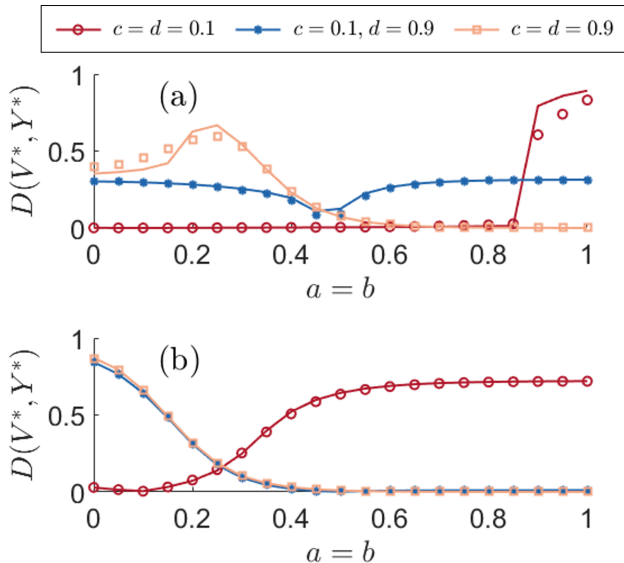 c = d = 0.1 c = 0.1, d = 0.9 c = d = 0.9
(a)
D(V*, Y*)
1
0.5
0
0 0.2 0.4 0.6 0.8 1
a = b
(b)
D(V*, Y*)
1
0.5
0
0 0.2 0.4 0.6 0.8 1
a = b